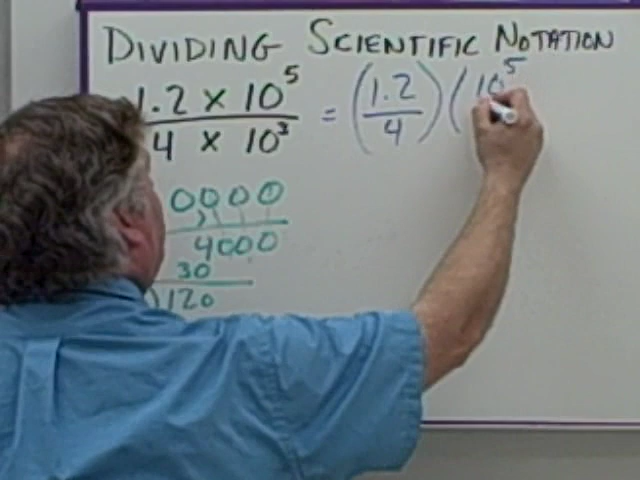 DIVIDING SCIENTIFIC NOTATION
1.2 × 10⁵ = (1.2) (10⁵
4 × 10³ 4
0000
4000
30
)120